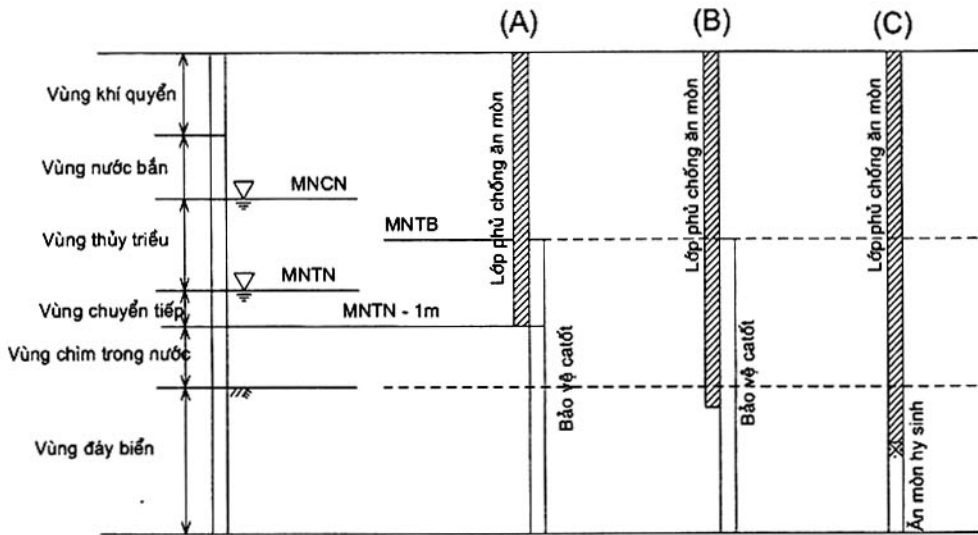 (A)
(B)
(C)
Vùng khí quyển
Vùng nước bắn
MNCN
Vùng thủy triều
MNTB
MNTN
Vùng chuyển tiếp
MNTN - 1m
Vùng chìm trong nước
Vùng đáy biển
Lớp phủ chống ăn mòn
Bảo vệ catốt
Lớp phủ chống ăn mòn
Bảo vệ catốt
Lớp phủ chống ăn mòn
Ăn mòn hy sinh